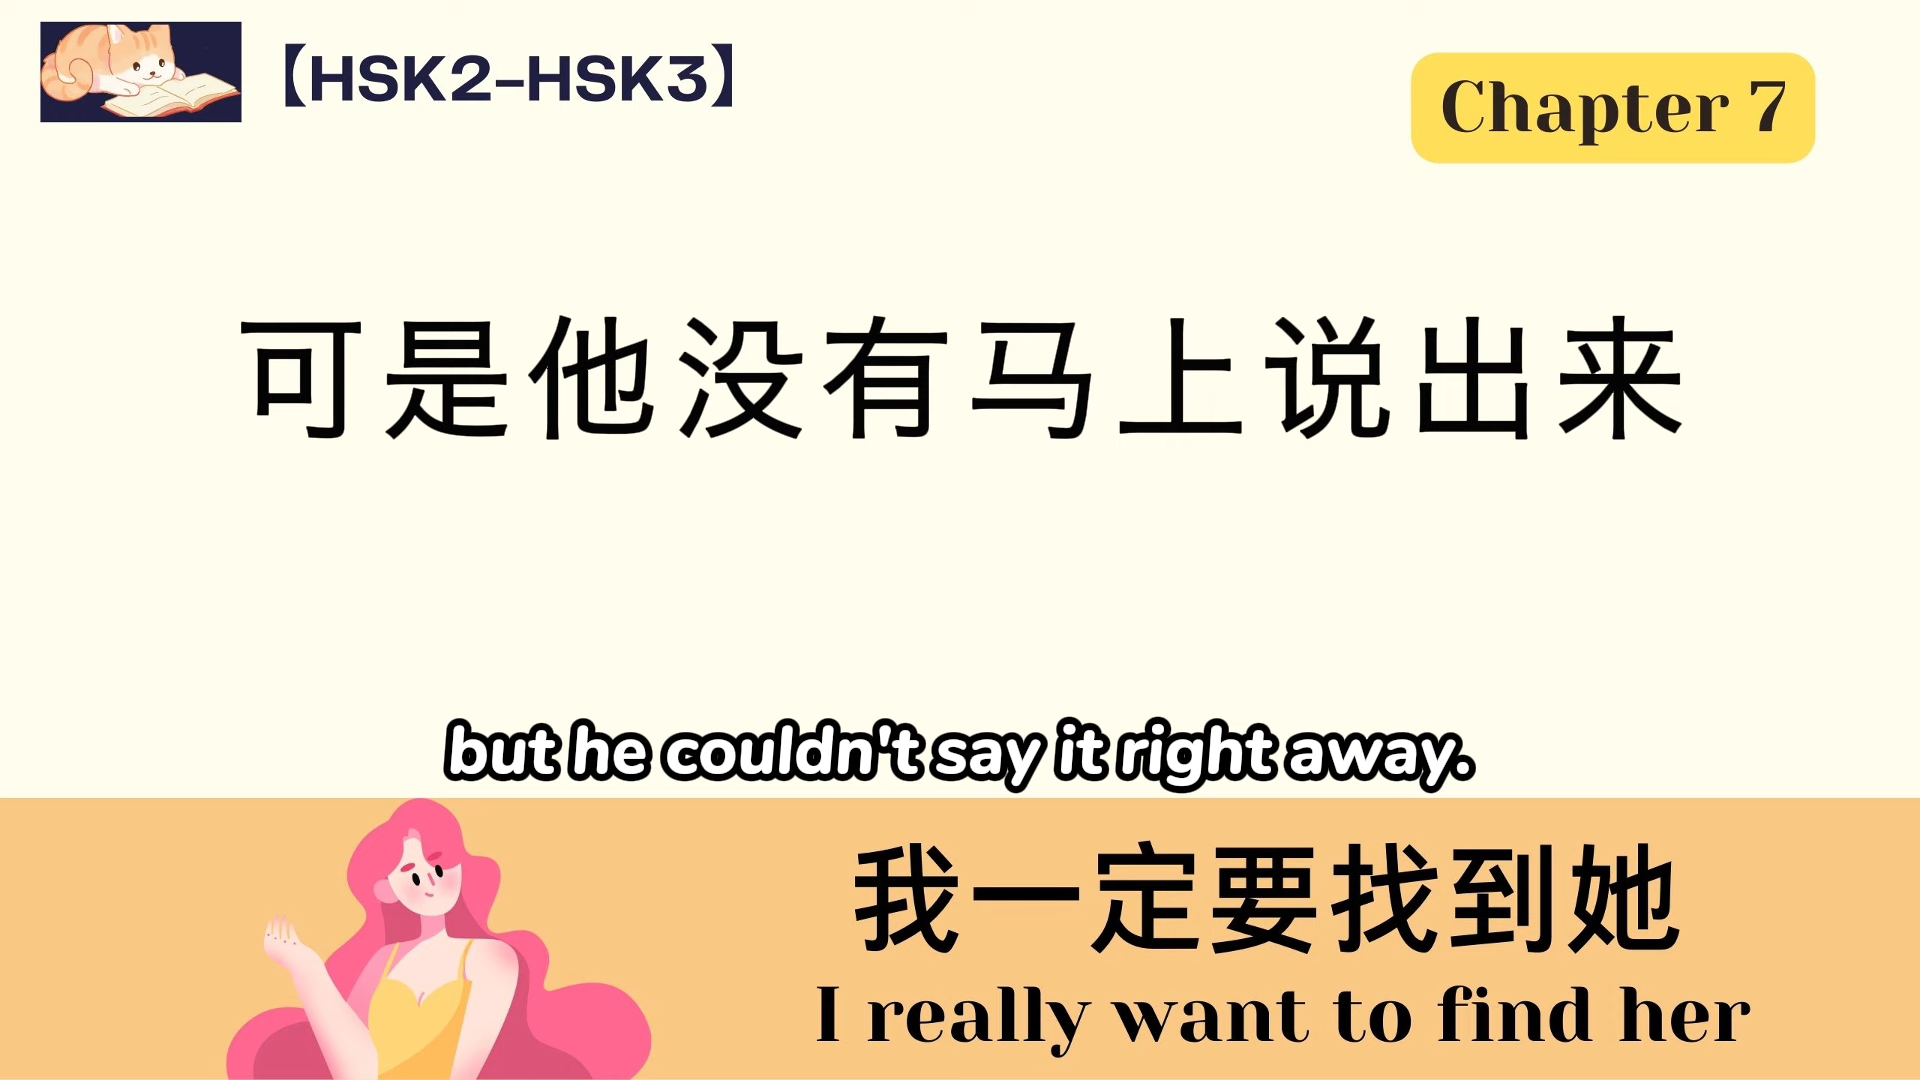 【HSK2-HSK3】
Chapter 7
可是他没有马上说出来
but he couldn't say it right away.
我一定要找到她
I really want to find her